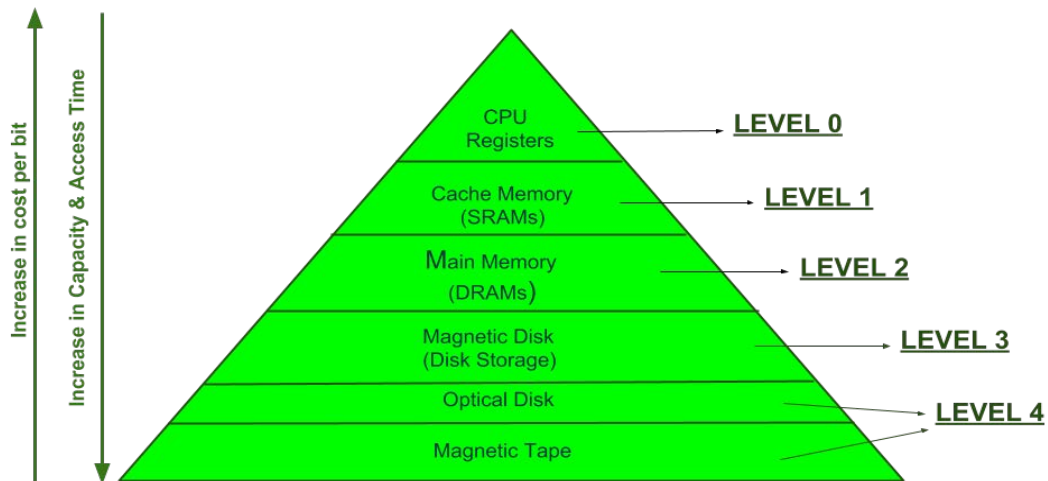 Increase in cost per bit
Increase in Capacity & Access Time
CPU
Registers
LEVEL 0
Cache Memory
(SRAMs)
LEVEL 1
Main Memory
(DRAMs)
LEVEL 2
Magnetic Disk
(Disk Storage)
LEVEL 3
Optical Disk
LEVEL 4
Magnetic Tape